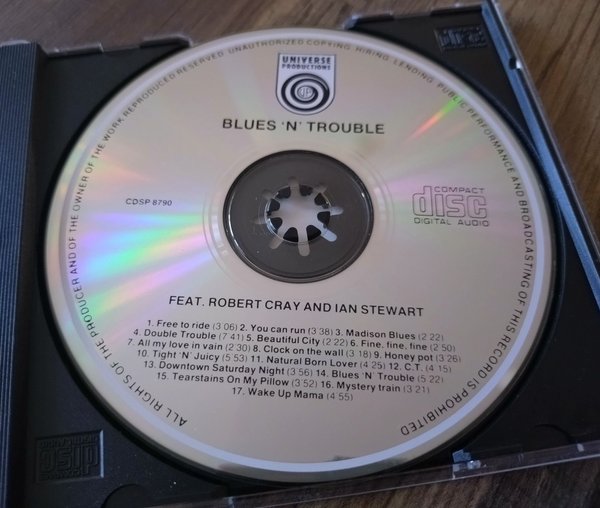 UNIVERSE
PRODUCTIONS
BLUES 'N' TROUBLE
CDSP 8790
COMPACT
disc
DIGITAL AUDIO
FEAT. ROBERT CRAY AND IAN STEWART
1. Free to ride (3 06) 2. You can run (3 38) 3. Madison Blues (2 22)
4. Double Trouble (7 41) 5. Beautiful City (2 22) 6. Fine, fine, fine (2 50)
7. All my love in vain (2 30) 8. Clock on the wall (3 18) 9. Honey pot (3 26)
10. Tight 'N' Juicy (5 53) 11. Natural Born Lover (4 25) 12. C.T. (4 15)
13. Downtown Saturday Night (3 56) 14. Blues 'N' Trouble (5 22)
15. Tearstains On My Pillow (3 52) 16. Mystery train (3 21)
17. Wake Up Mama (4 55)
ALL RIGHTS OF THE PRODUCER AND OF THE OWNER OF THE WORK REPRODUCED RESERVED. UNAUTHORIZED COPYING, HIRING, LENDING, PUBLIC PERFORMANCE AND BROADCASTING OF THIS RECORD IS PROHIBITED
disc